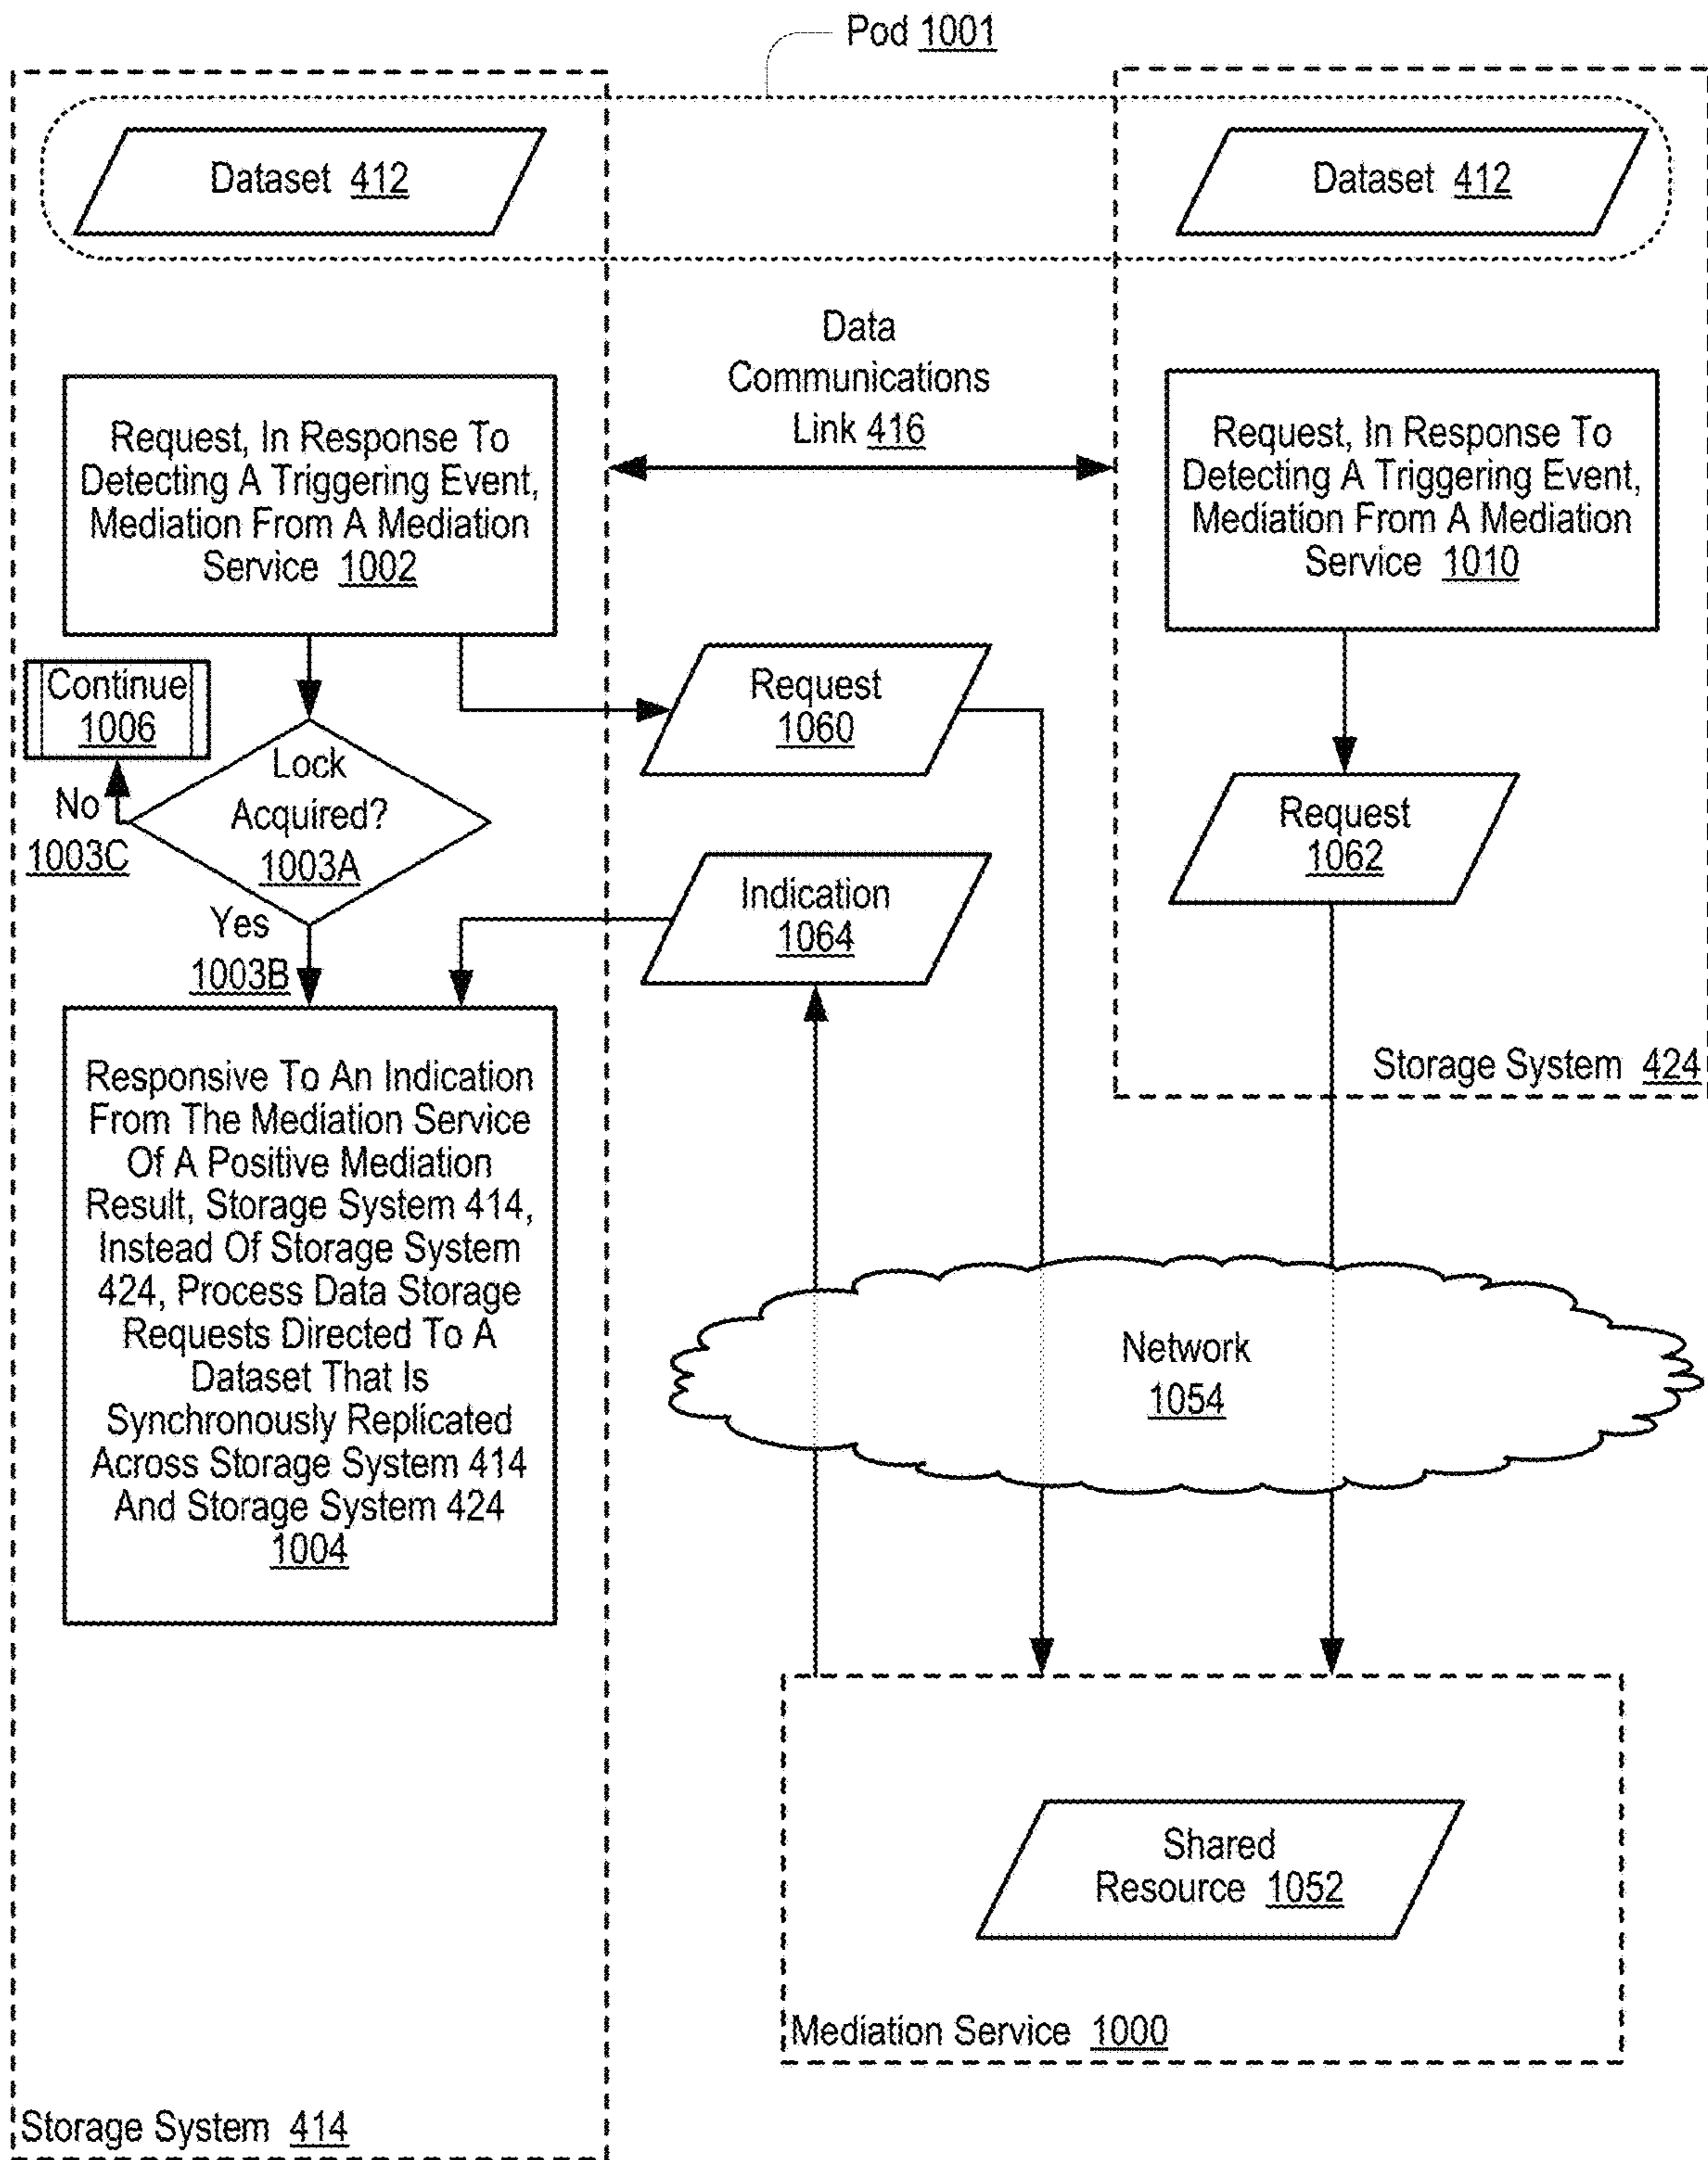 Pod 1001
Dataset 412
Dataset 412
Data
Communications
Link 416
Request, In Response To
Detecting A Triggering Event,
Mediation From A Mediation
Service 1002
Request, In Response To
Detecting A Triggering Event,
Mediation From A Mediation
Service 1010
Continue
1006
Request
1060
Lock
Acquired?
1003A
No
1003C
Request
1062
Indication
1064
Yes
1003B
Storage System 424
Responsive To An Indication
From The Mediation Service
Of A Positive Mediation
Result, Storage System 414,
Instead Of Storage System
424, Process Data Storage
Requests Directed To A
Dataset That Is
Synchronously Replicated
Across Storage System 414
And Storage System 424
1004
Network
1054
Shared
Resource 1052
Mediation Service 1000
Storage System 414